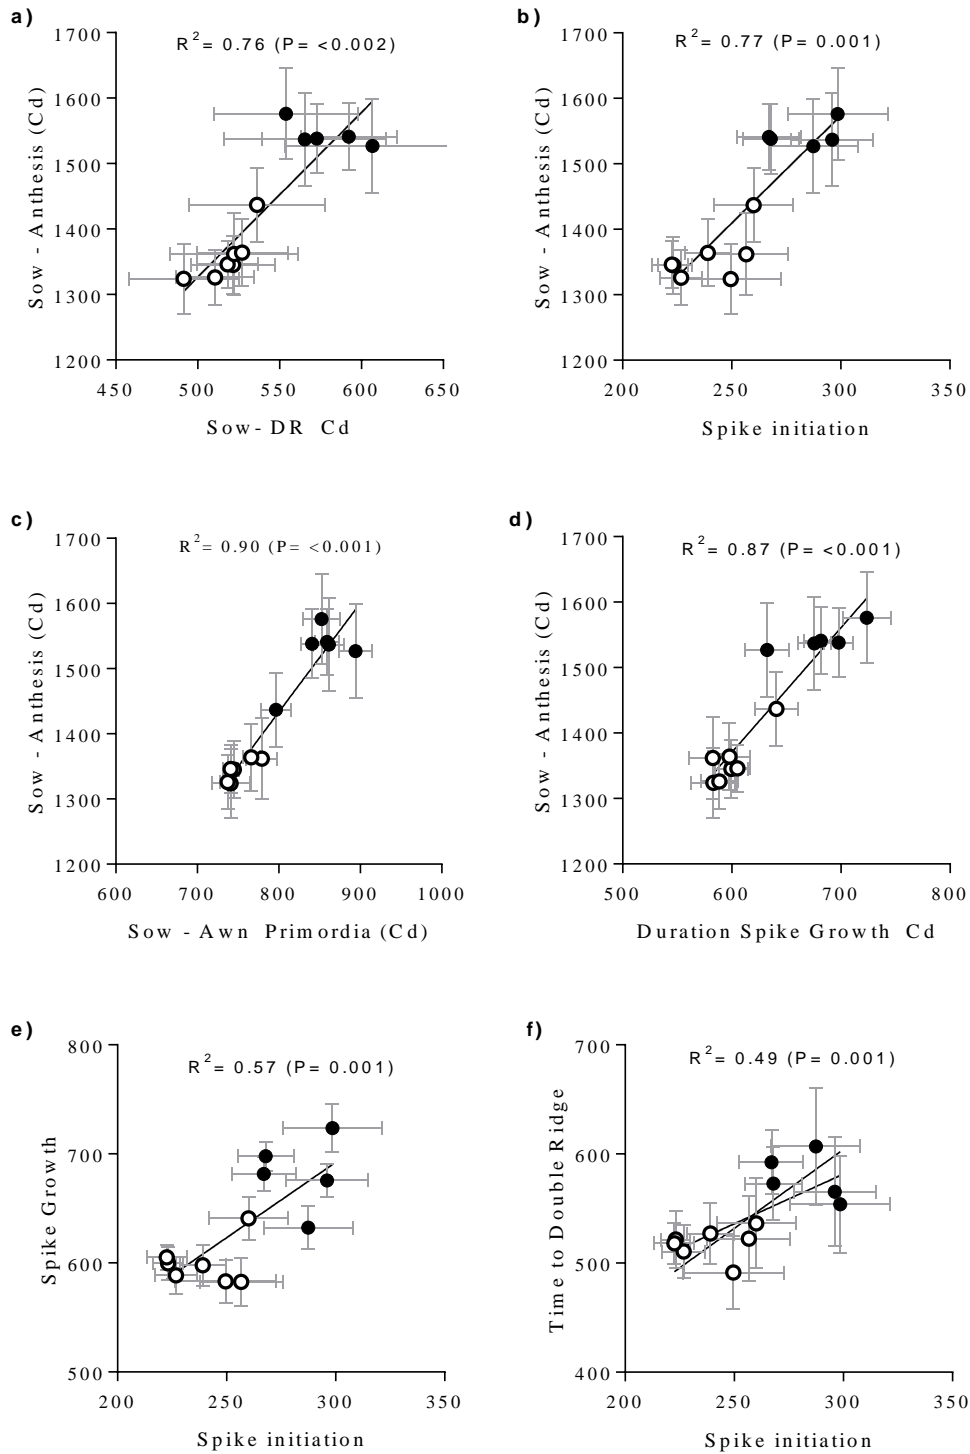 a)
R2= 0.76 (P= <0.002)
Sow - Anthesis (Cd)
1700
1600
1500
1400
1300
1200
450 500 550 600 650
Sow- DR Cd
b)
R2= 0.77 (P= 0.001)
Sow - Anthesis (Cd)
1700
1600
1500
1400
1300
1200
200 250 300 350
Spike initiation
c)
R2= 0.90 (P= <0.001)
Sow - Anthesis (Cd)
1700
1600
1500
1400
1300
1200
600 700 800 900 1000
Sow - Awn Primordia (Cd)
d)
R2= 0.87 (P= <0.001)
Sow - Anthesis (Cd)
1700
1600
1500
1400
1300
1200
500 600 700 800
Duration Spike Growth Cd
e)
R2= 0.57 (P= 0.001)
Spike Growth
800
700
600
500
200 250 300 350
Spike initiation
f)
R2= 0.49 (P= 0.001)
Time to Double Ridge
700
600
500
400
200 250 300 350
Spike initiation